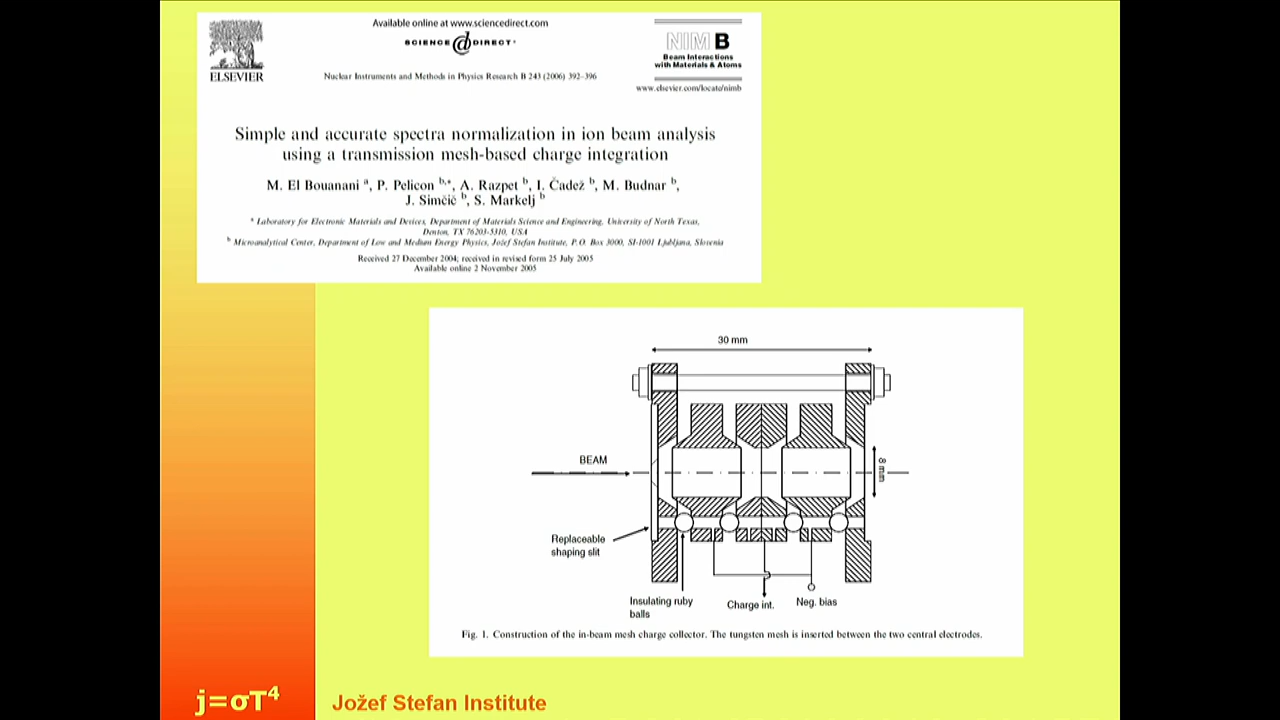 Available online at www.sciencedirect.com
SCIENCE @ DIRECT·
ELSEVIER
NIM B
Beam Interactions
with Materials & Atoms
Nuclear Instruments and Methods in Physics Research B 243 (2006) 392–396
www.elsevier.com/locate/nimb
Simple and accurate spectra normalization in ion beam analysis
using a transmission mesh-based charge integration
M. El Bouanani a, P. Pelicon b,*, A. Razpet b, I. Čadež b, M. Budnar b,
J. Simčič b, S. Markelj b
a Laboratory for Electronic Materials and Devices, Department of Materials Science and Engineering, University of North Texas,
Denton, TX 76203-5310, USA
b Microanalytical Center, Department of Low and Medium Energy Physics, Jožef Stefan Institute, P.O. Box 3000, SI-1001 Ljubljana, Slovenia
Received 27 December 2004; received in revised form 25 July 2005
Available online 2 November 2005
30 mm
BEAM
8 mm
Replaceable
shaping slit
Insulating ruby
balls
Charge int.
Neg. bias
Fig. 1. Construction of the in-beam mesh charge collector. The tungsten mesh is inserted between the two central electrodes.
j=σT⁴
Jožef Stefan Institute